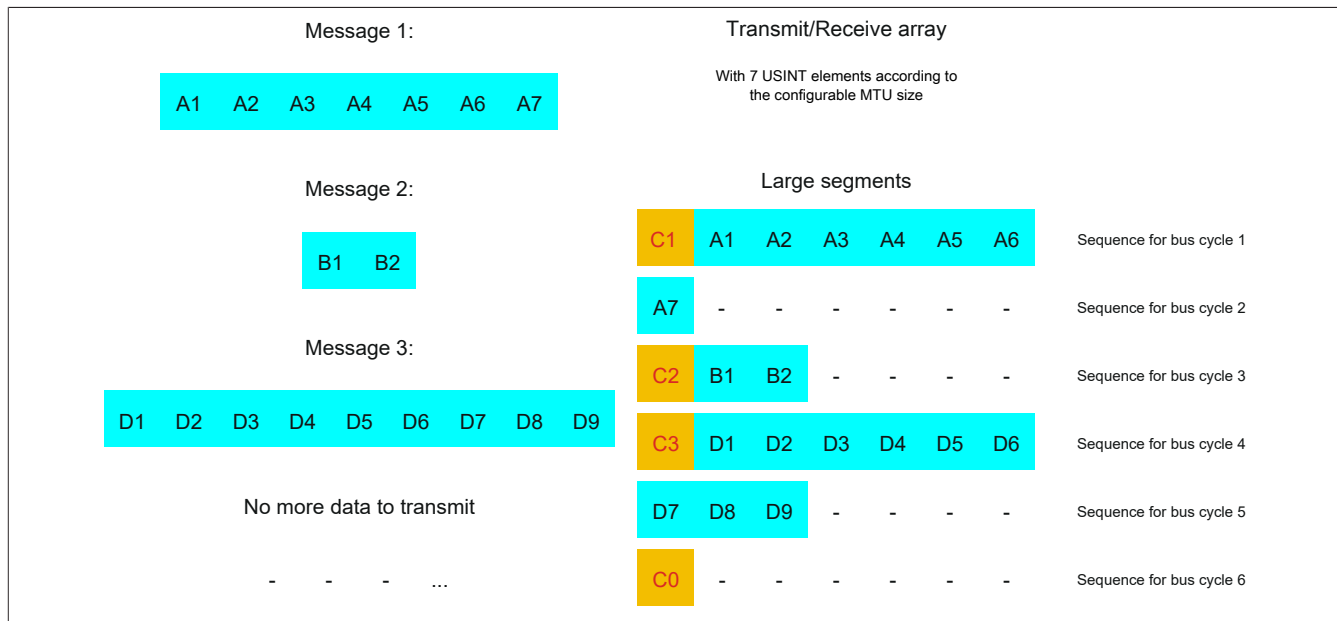 Message 1:
A1 A2 A3 A4 A5 A6 A7
Message 2:
B1 B2
Message 3:
D1 D2 D3 D4 D5 D6 D7 D8 D9
No more data to transmit
- - - ...
Transmit/Receive array
With 7 USINT elements according to
the configurable MTU size
Large segments
C1 A1 A2 A3 A4 A5 A6 Sequence for bus cycle 1
A7 - - - - - - Sequence for bus cycle 2
C2 B1 B2 - - - - Sequence for bus cycle 3
C3 D1 D2 D3 D4 D5 D6 Sequence for bus cycle 4
D7 D8 D9 - - - - Sequence for bus cycle 5
C0 - - - - - - Sequence for bus cycle 6